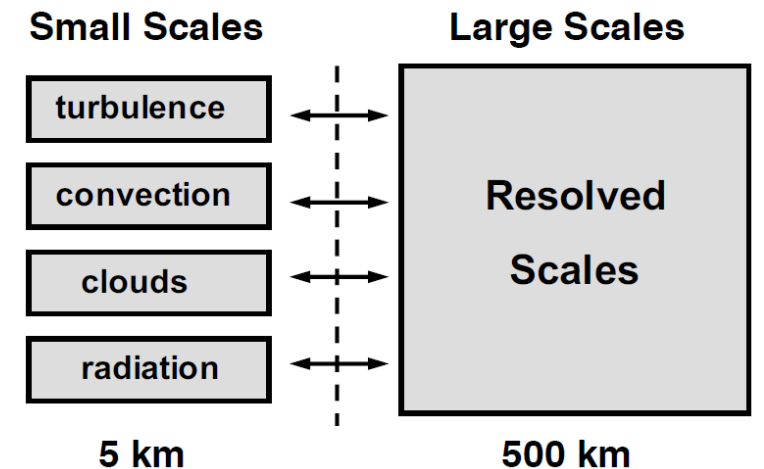 Small Scales
Large Scales
turbulence
convection
clouds
radiation
Resolved
Scales
5 km
500 km